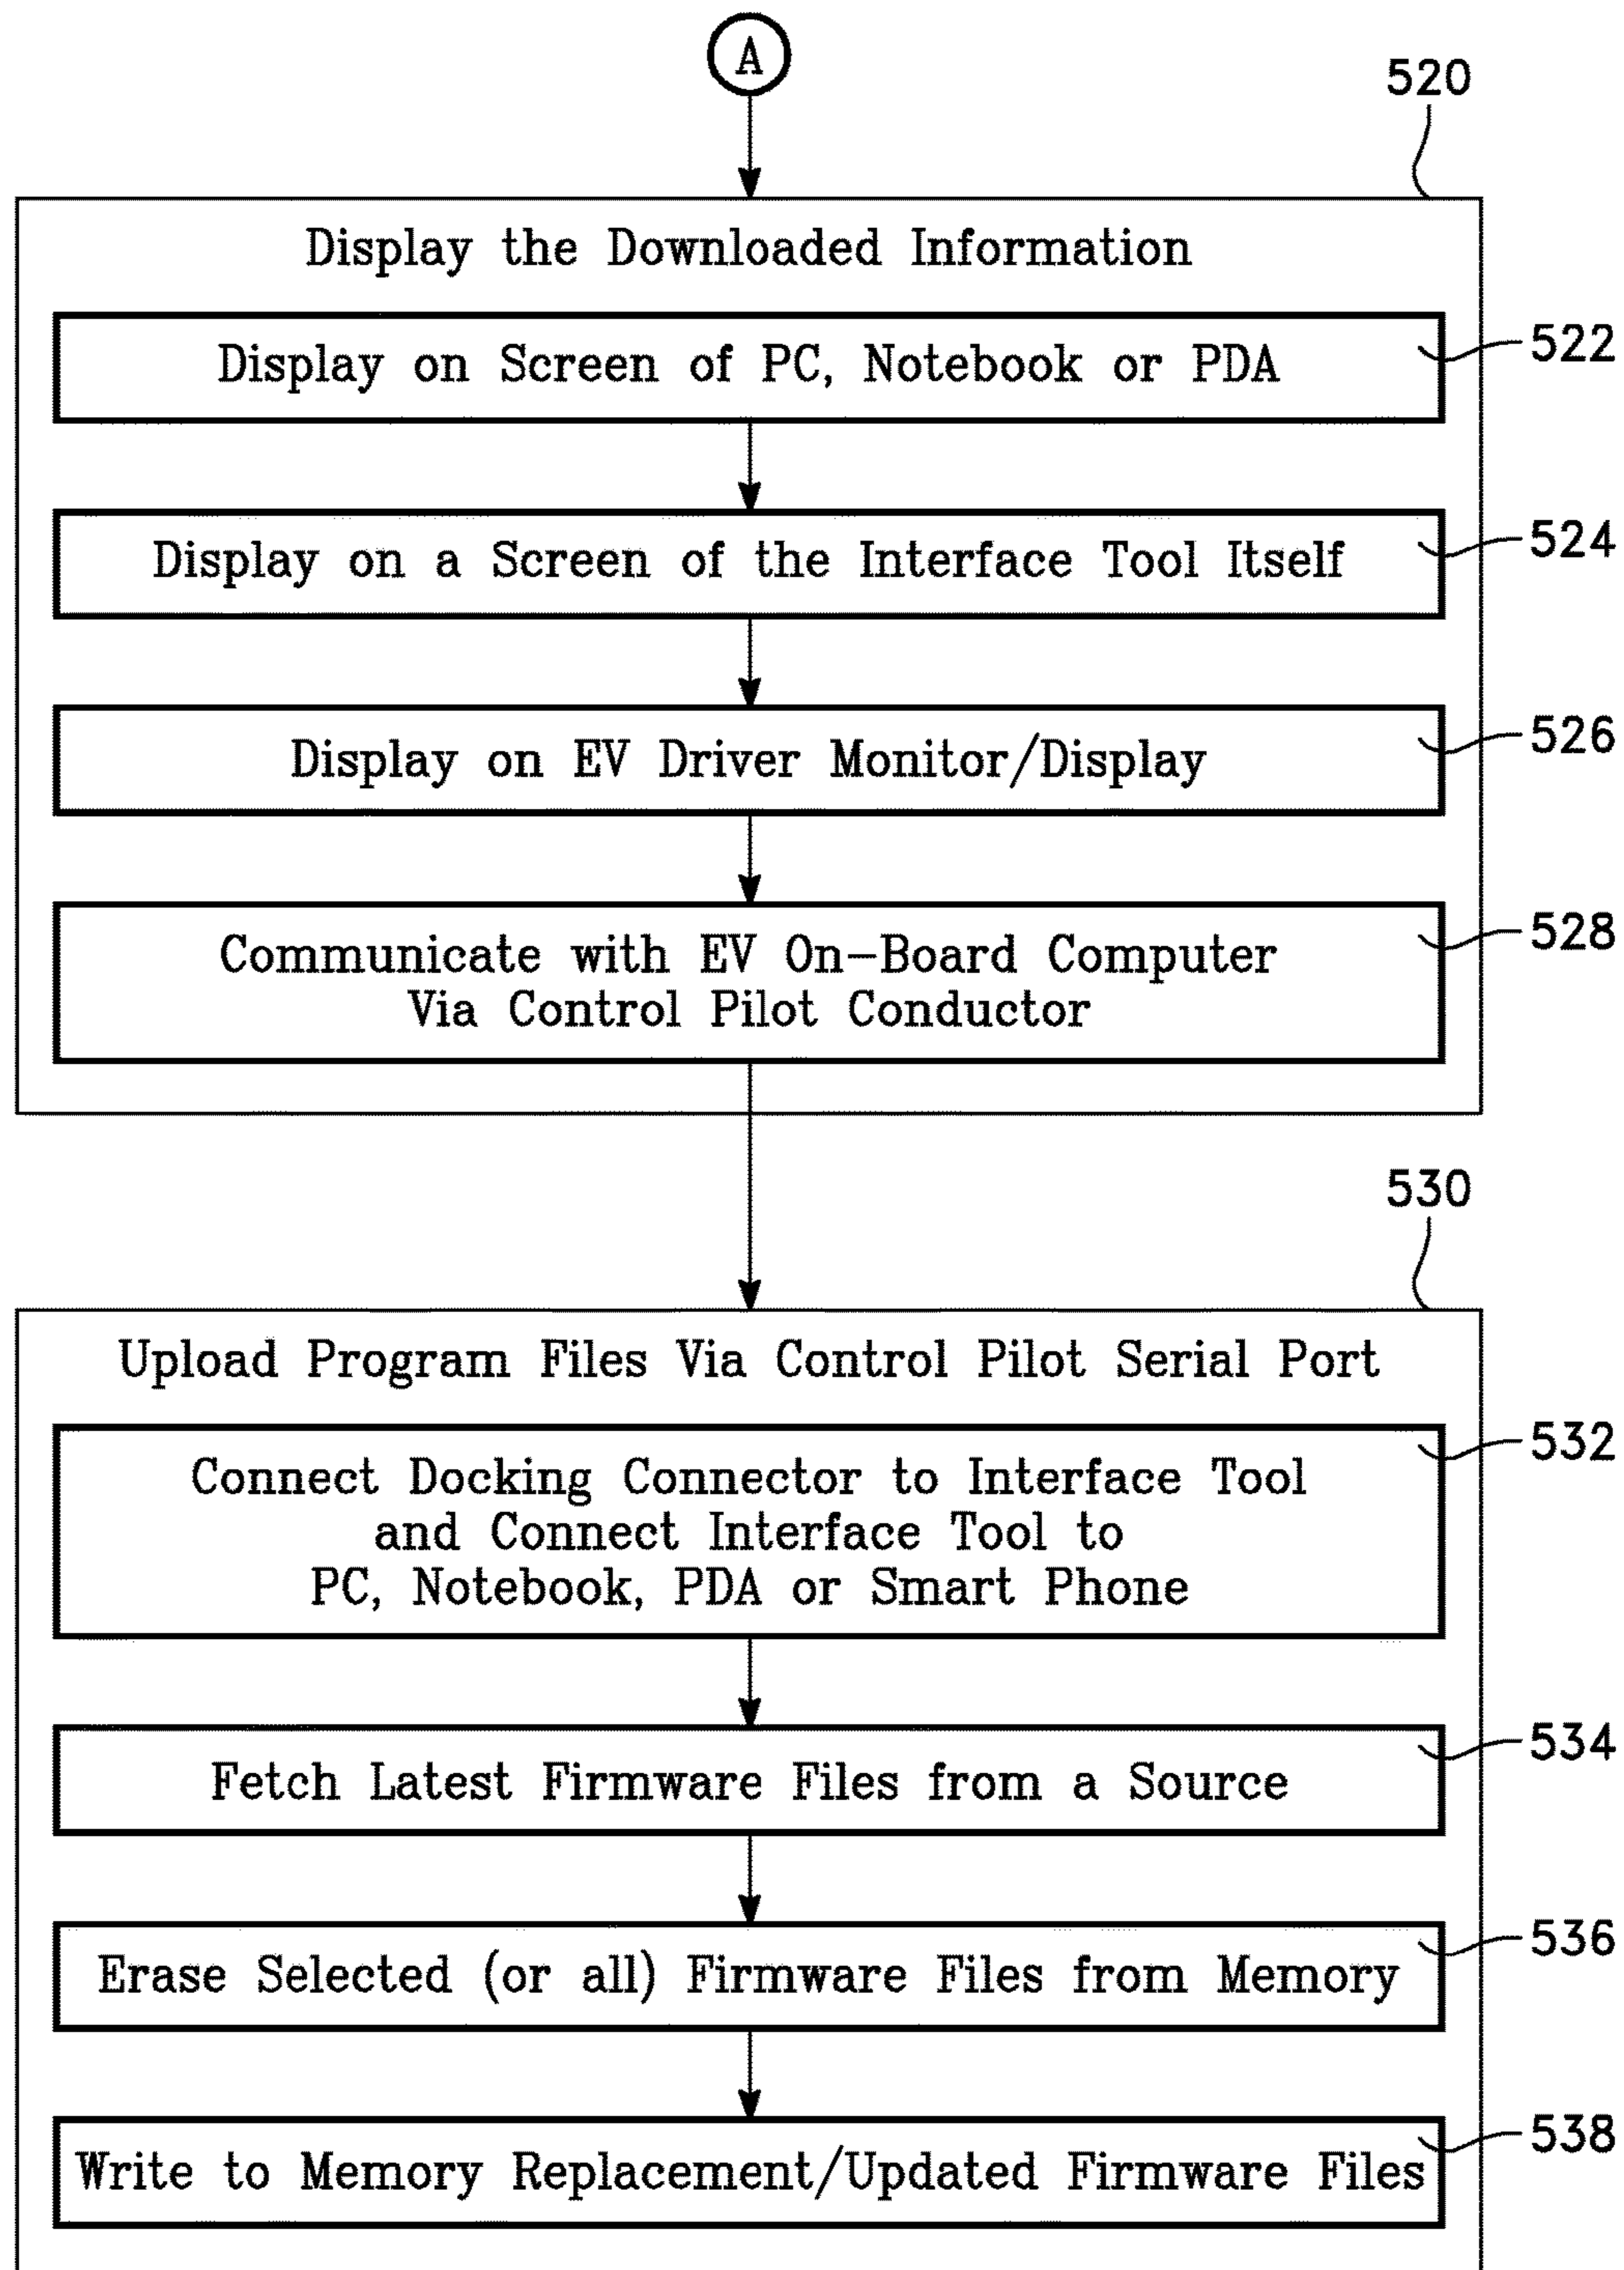 A
520
Display the Downloaded Information
Display on Screen of PC, Notebook or PDA
522
Display on a Screen of the Interface Tool Itself
524
Display on EV Driver Monitor/Display
526
Communicate with EV On-Board Computer
Via Control Pilot Conductor
528
530
Upload Program Files Via Control Pilot Serial Port
Connect Docking Connector to Interface Tool
and Connect Interface Tool to
PC, Notebook, PDA or Smart Phone
532
Fetch Latest Firmware Files from a Source
534
Erase Selected (or all) Firmware Files from Memory
536
Write to Memory Replacement/Updated Firmware Files
538